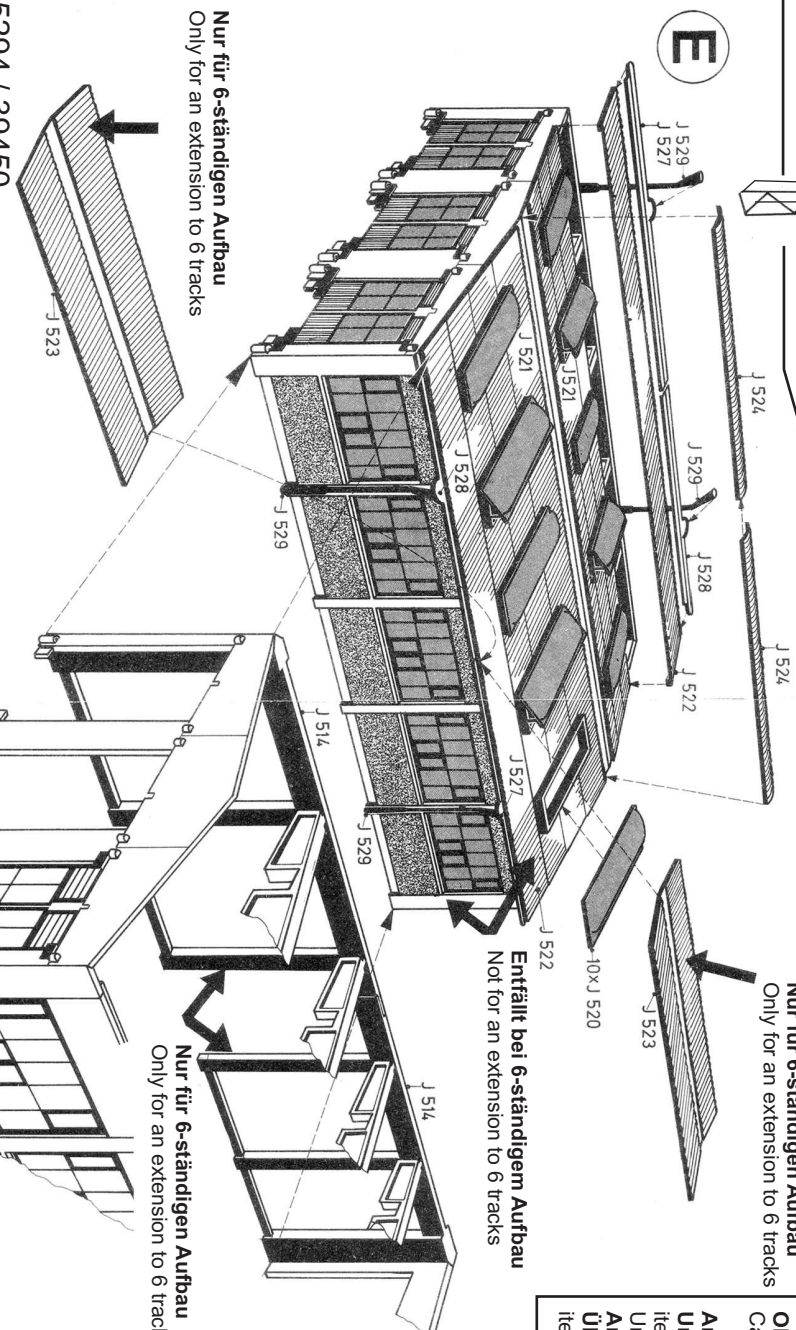 Nur für 6-ständigen Aufbau
Only for an extension to 6 tracks
J 524
J 524
E
J 529
J 527
J 529
J 528
J 522
J 523
10xJ 520
J 521
J 521
J 528
J 527
J 522
Entfällt bei 6-ständigem Aufbau
Not for an extension to 6 tracks
J 529
J 529
J 514
J 514
Nur für 6-ständigen Aufbau
Only for an extension to 6
Nur für 6-ständigen Aufbau
Only for an extension to 6 tracks
J 523